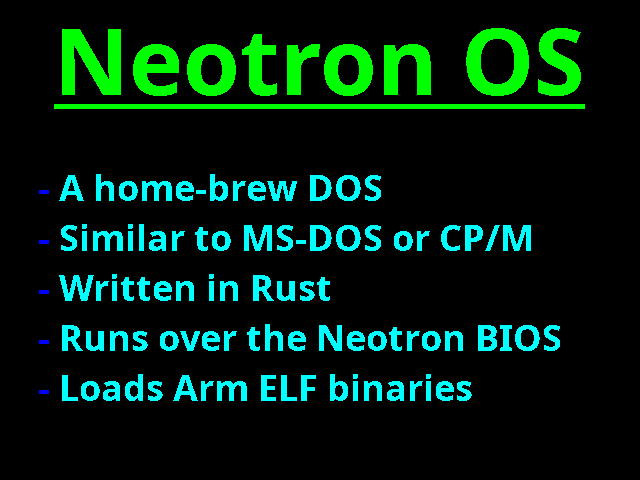 Neotron OS
- A home-brew DOS
- Similar to MS-DOS or CP/M
- Written in Rust
- Runs over the Neotron BIOS
- Loads Arm ELF binaries